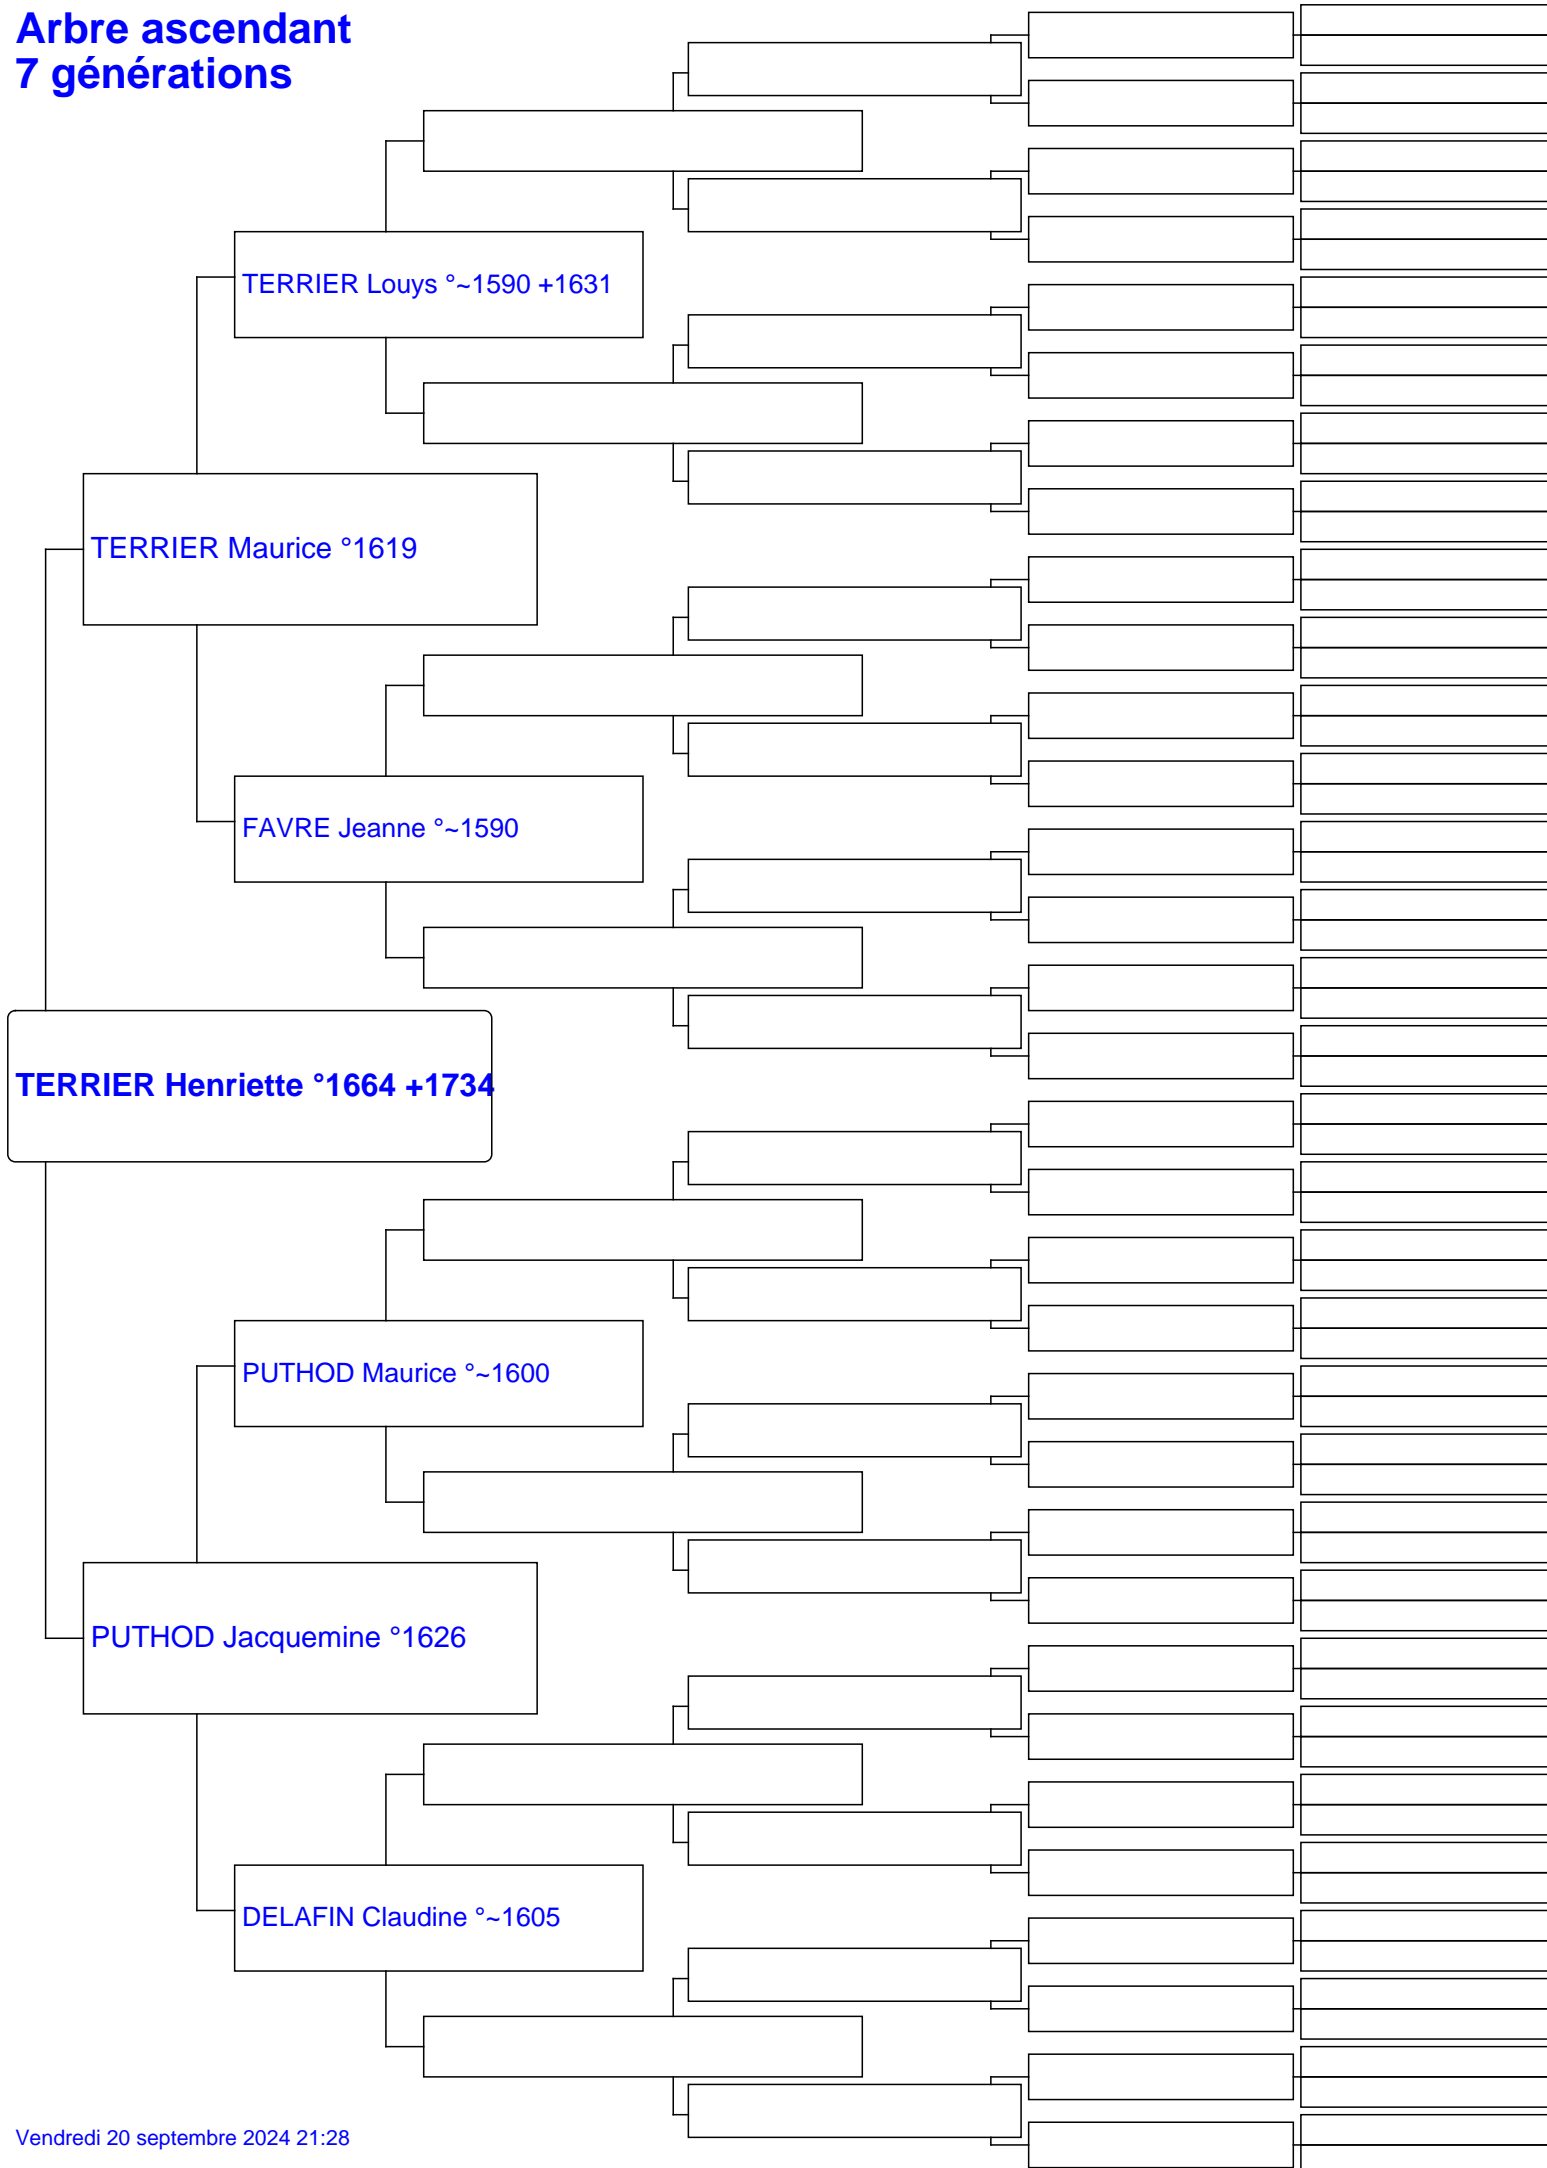 Arbre ascendant
7 générations
TERRIER Louys °~1590 +1631
TERRIER Maurice °1619
FAVRE Jeanne °~1590
TERRIER Henriette °1664 +1734
PUTHOD Maurice °~1600
PUTHOD Jacquemine °1626
DELAFIN Claudine °~1605
Vendredi 20 septembre 2024 21:28